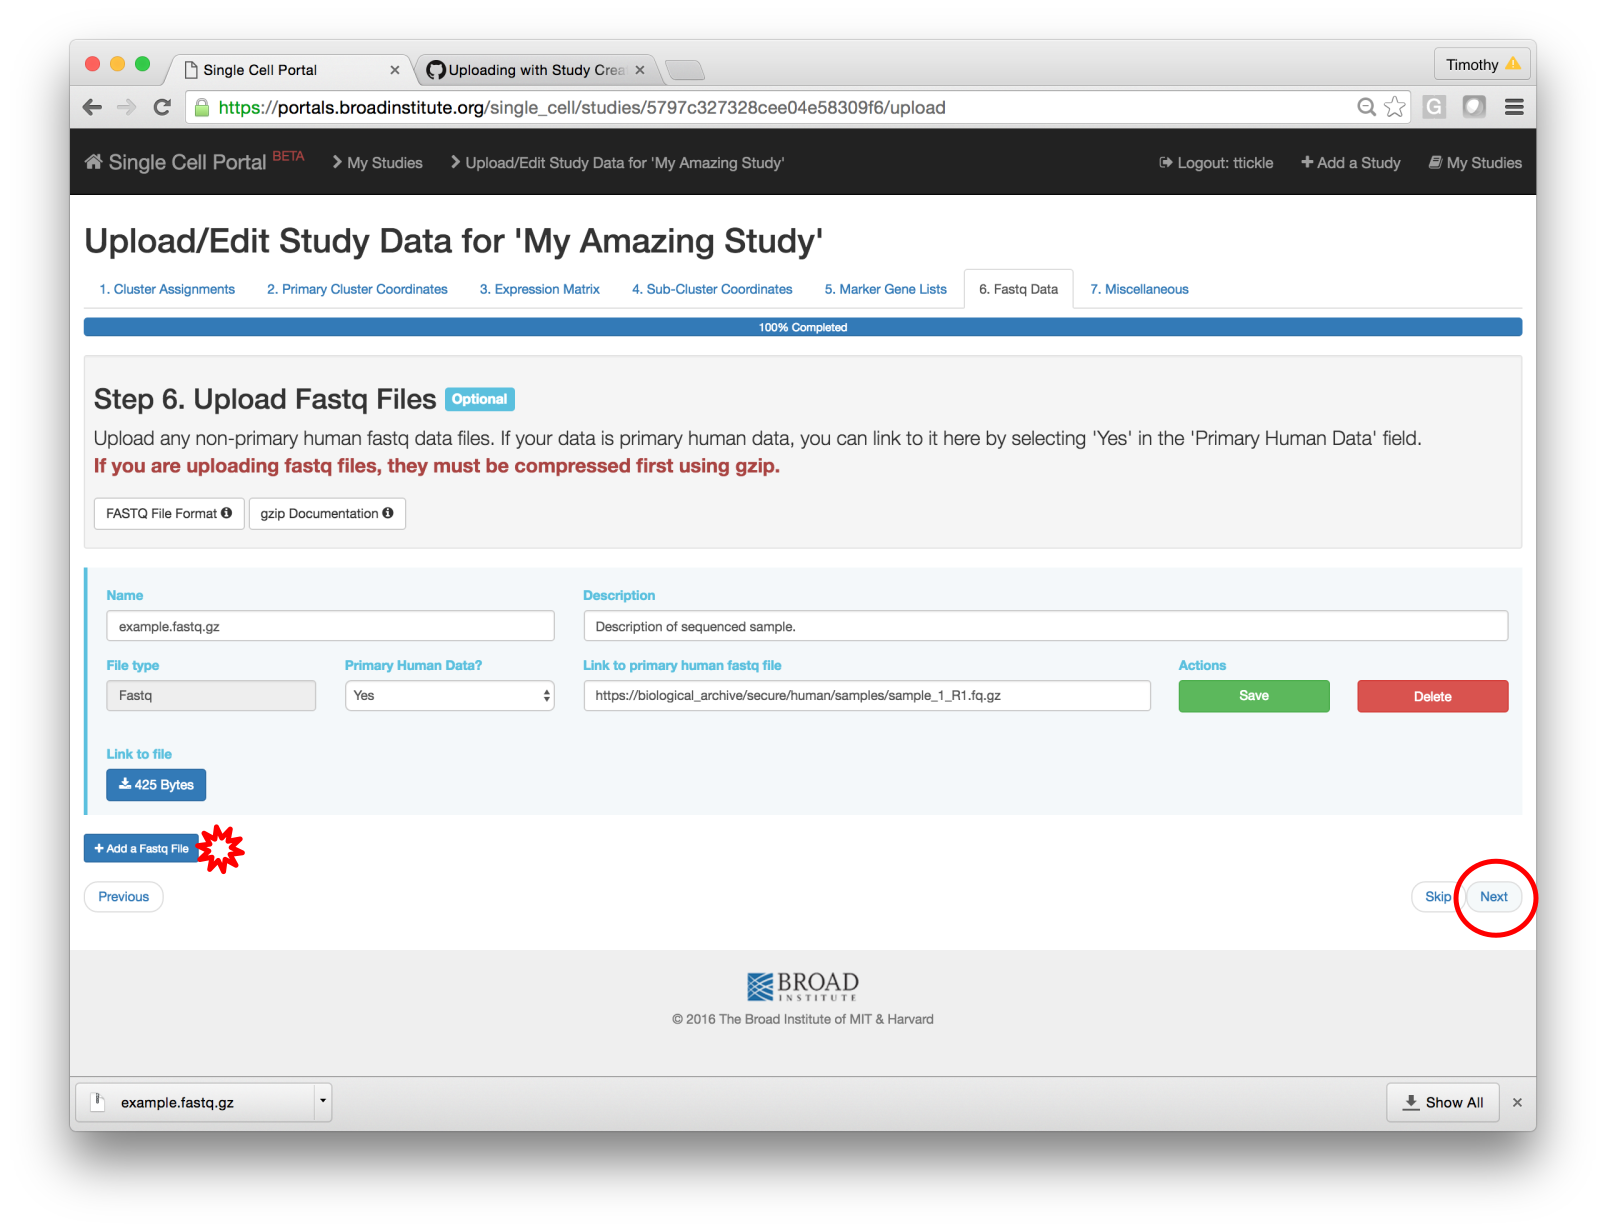 Single Cell Portal
Uploading with Study Crea
Timothy
https://portals.broadinstitute.org/single_cell/studies/5797c327328cee04e58309f6/upload
G
Single Cell Portal BETA
My Studies
Upload/Edit Study Data for 'My Amazing Study'
Logout: ttickle
Add a Study
My Studies
Upload/Edit Study Data for 'My Amazing Study'
1. Cluster Assignments
2. Primary Cluster Coordinates
3. Expression Matrix
4. Sub-Cluster Coordinates
5. Marker Gene Lists
6. Fastq Data
7. Miscellaneous
100% Completed
Step 6. Upload Fastq Files Optional
Upload any non-primary human fastq data files. If your data is primary human data, you can link to it here by selecting 'Yes' in the 'Primary Human Data' field.
If you are uploading fastq files, they must be compressed first using gzip.
FASTQ File Format
gzip Documentation
Name
Description
example.fastq.gz
Description of sequenced sample.
File type
Primary Human Data?
Link to primary human fastq file
Actions
Fastq
Yes
https://biological_archive/secure/human/samples/sample_1_R1.fq.gz
Save
Delete
Link to file
425 Bytes
+ Add a Fastq File
Previous
Skip
Next
BROAD
INSTITUTE
© 2016 The Broad Institute of MIT & Harvard
example.fastq.gz
Show All